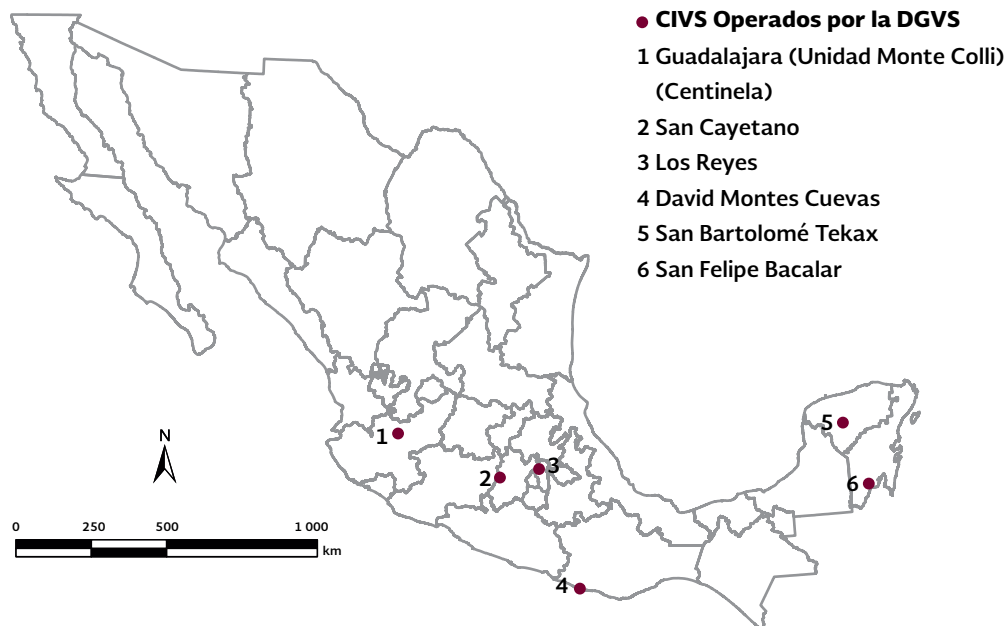 CIVS Operados por la DGVS
1 Guadalajara (Unidad Monte Colli)
(Centinela)
2 San Cayetano
3 Los Reyes
4 David Montes Cuevas
5 San Bartolomé Tekax
6 San Felipe Bacalar
1
2
3
4
5
6
N
0 250 500 1 000
km